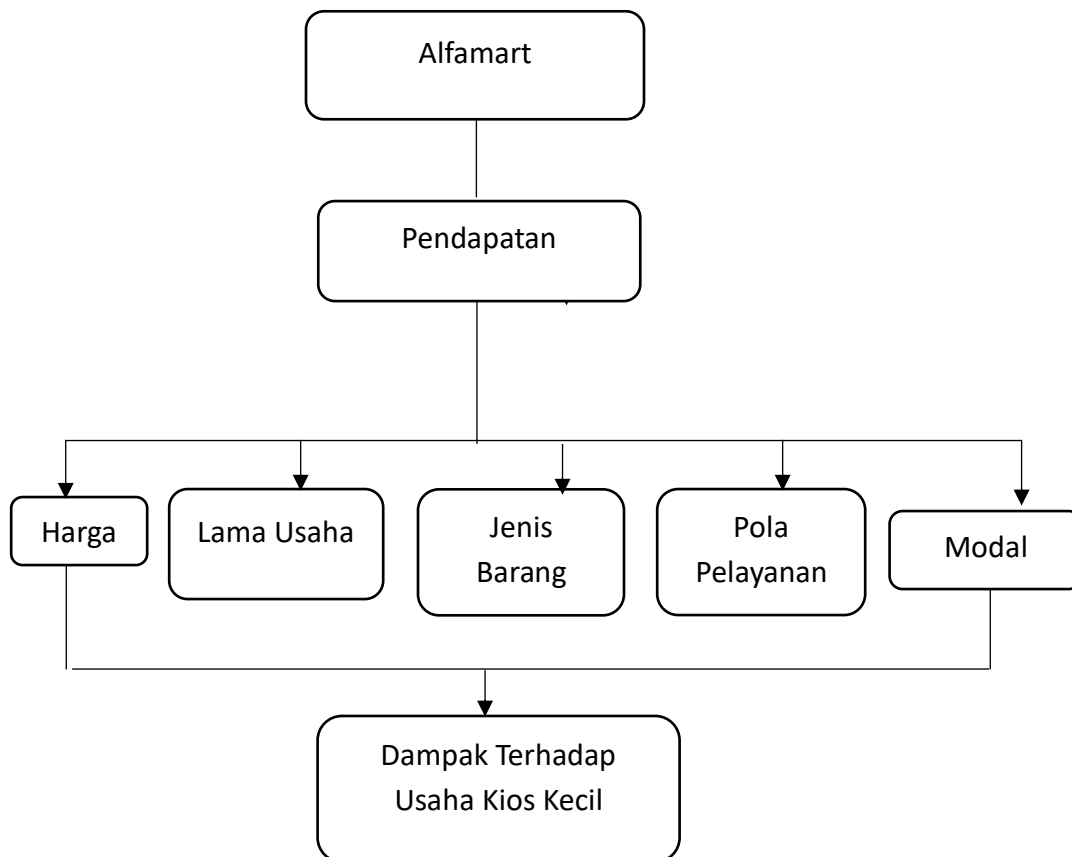 Alfamart
Pendapatan
Harga
Lama Usaha
Jenis
Barang
Pola
Pelayanan
Modal
Dampak Terhadap
Usaha Kios Kecil